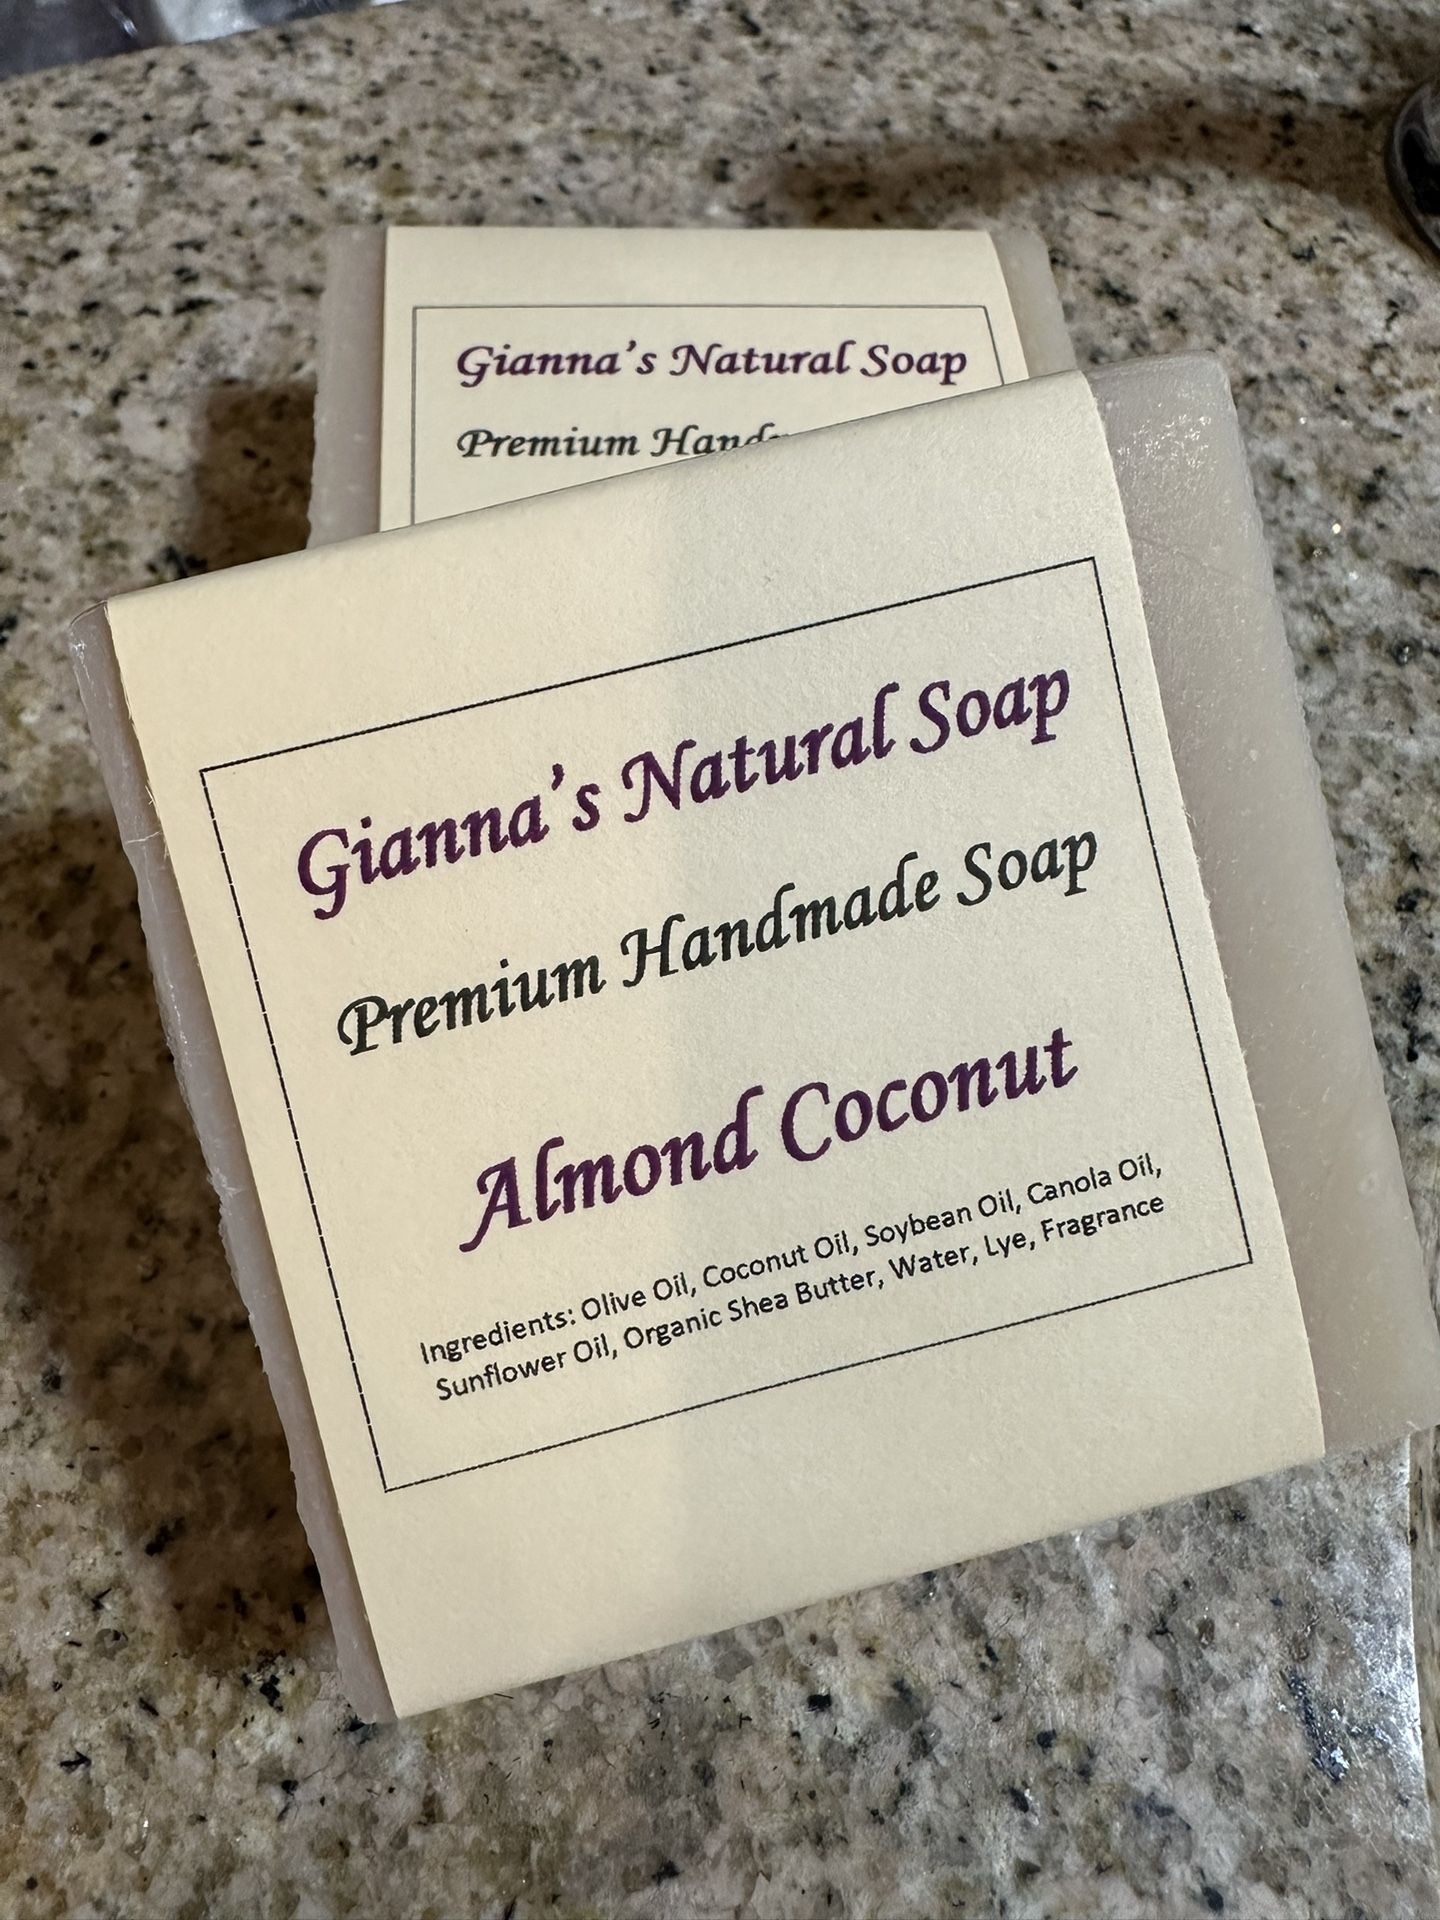 Gianna's Natural Soap
Premium
Gianna's Natural Soap
Premium Handmade Soap
Almond Coconut
Ingredients: Olive Oil, Coconut Oil, Soybean Oil, Canola Oil,
Sunflower Oil, Organic Shea Butter, Water, Lye, Fragrance